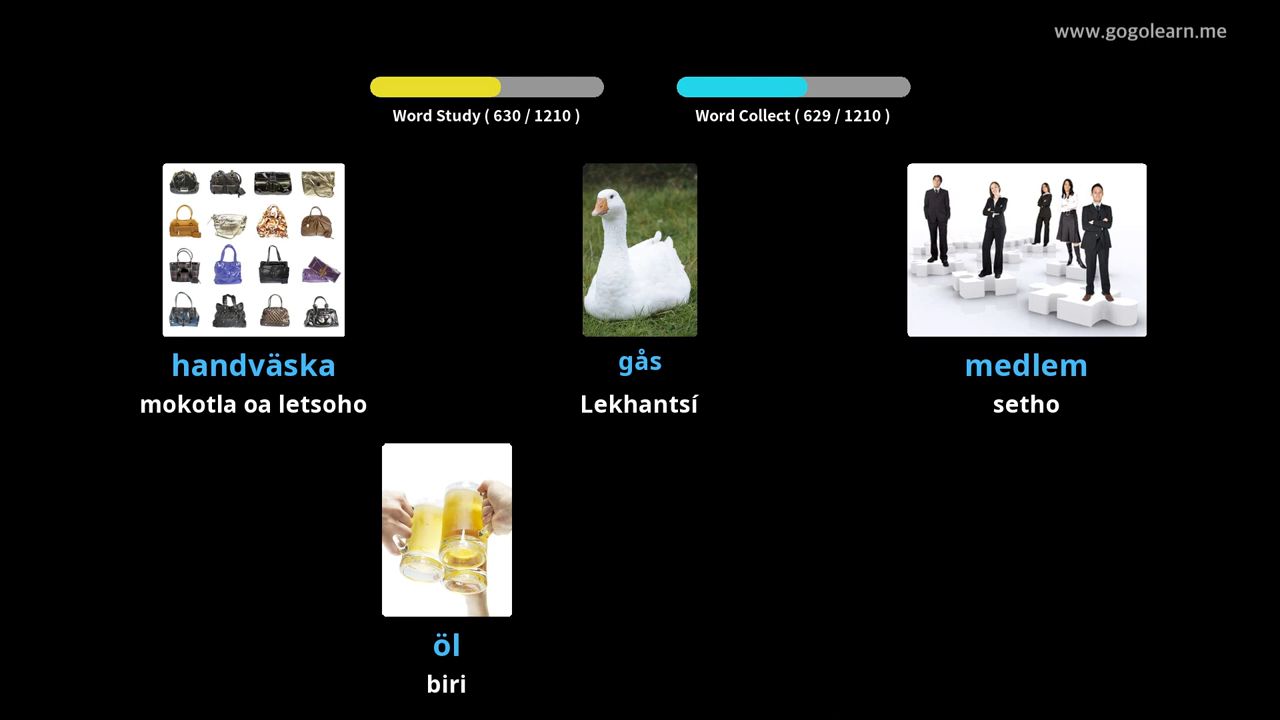 www.gogolearn.me
Word Study ( 630 / 1210 )
Word Collect ( 629 / 1210 )
handväska
mokotla oa letsoho
gås
Lekhantsí
medlem
setho
öl
biri